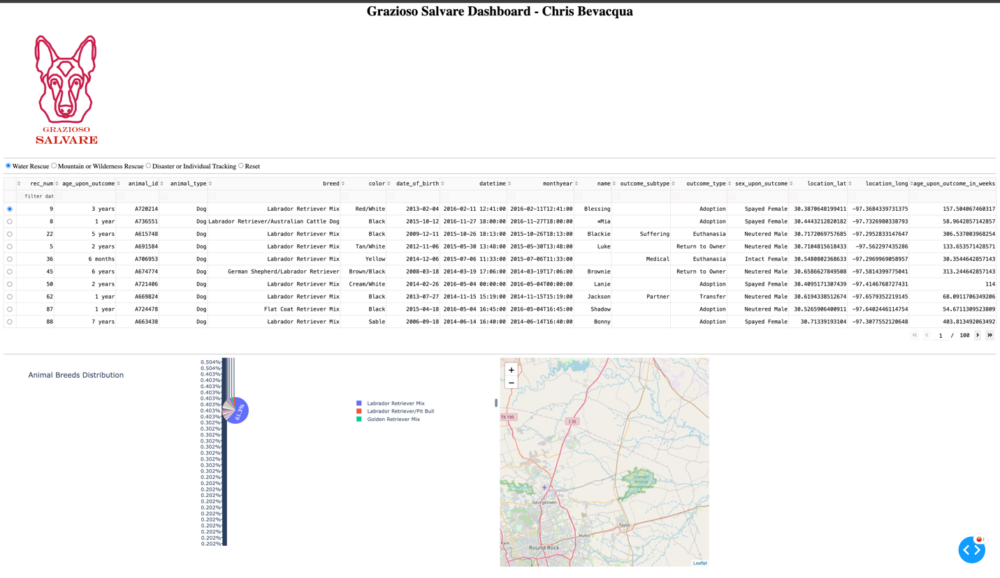 Grazioso Salvare Dashboard - Chris Bevacqua
GRAZIOSO
SALVARE
Water Rescue Mountain or Wilderness Rescue Disaster or Individual Tracking Reset
rec_num age_upon_outcome animal_id animal_type breed color date_of_birth datetime monthyear name outcome_subtype outcome_type sex_upon_outcome location_lat location_long age_upon_outcome_in_weeks
filter dat
9 3 years A720214 Dog Labrador Retriever Mix Red/White 2013-02-04 2016-02-11 12:41:00 2016-02-11T12:41:00 Blessing Adoption Spayed Female 30.3870648199411 -97.3684339731375 157.504067460317
8 1 year A736551 Dog Labrador Retriever/Australian Cattle Dog Black 2015-10-12 2016-11-27 18:00:00 2016-11-27T18:00:00 *Mia Adoption Spayed Female 30.4443212820182 -97.7326980338793 58.9642857142857
22 5 years A615748 Dog Labrador Retriever Mix Black 2009-12-11 2015-10-26 18:13:00 2015-10-26T18:13:00 Blackie Suffering Euthanasia Neutered Male 30.7172069757685 -97.2952833147647 306.537003968254
5 2 years A691584 Dog Labrador Retriever Mix Tan/White 2012-11-06 2015-05-30 13:48:00 2015-05-30T13:48:00 Luke Return to Owner Neutered Male 30.7104815618433 -97.562297435286 133.653571428571
36 6 months A706953 Dog Labrador Retriever Mix Yellow 2014-12-06 2015-07-06 11:33:00 2015-07-06T11:33:00 Medical Euthanasia Intact Female 30.5480802368633 -97.2969969058957 30.3544642857143
45 6 years A674774 Dog German Shepherd/Labrador Retriever Brown/Black 2008-03-18 2014-03-19 17:06:00 2014-03-19T17:06:00 Brownie Return to Owner Neutered Male 30.6586627849508 -97.5814399775041 313.244642857143
50 2 years A721406 Dog Labrador Retriever Mix Cream/White 2014-02-26 2016-05-04 00:00:00 2016-05-04T00:00:00 Lanie Adoption Spayed Female 30.4095171307439 -97.4146768727431 114
62 1 year A669824 Dog Labrador Retriever Mix Black 2013-07-27 2014-11-15 15:19:00 2014-11-15T15:19:00 Jackson Partner Transfer Neutered Male 30.6194338512674 -97.6579352219145 68.0911706349206
87 1 year A724478 Dog Flat Coat Retriever Mix Black 2015-04-18 2016-05-04 16:45:00 2016-05-04T16:45:00 Shadow Adoption Neutered Male 30.5265906400911 -97.6402446114754 54.6711309523809
88 7 years A663438 Dog Labrador Retriever Mix Sable 2006-09-18 2014-06-14 16:40:00 2014-06-14T16:40:00 Bonny Adoption Spayed Female 30.71339193104 -97.3077552120648 403.813492063492
1 / 100
Animal Breeds Distribution
0.504%
0.504%
0.403%
0.403%
0.403%
0.403%
0.403%
0.403%
0.403%
0.403%
0.302%
0.302%
0.302%
0.302%
0.302%
0.302%
0.302%
0.302%
0.302%
0.202%
0.202%
0.202%
0.202%
0.202%
0.202%
0.202%
0.202%
0.202%
0.202%
0.202%
61.3%
Labrador Retriever Mix
Labrador Retriever/Pit Bull
Golden Retriever Mix
+
−
TX 195
I 35
Granger
Wildlife
Management
Area
Williamson
County
Georgetown
Taylor
Hutto
Park
Round Rock
Leaflet
1